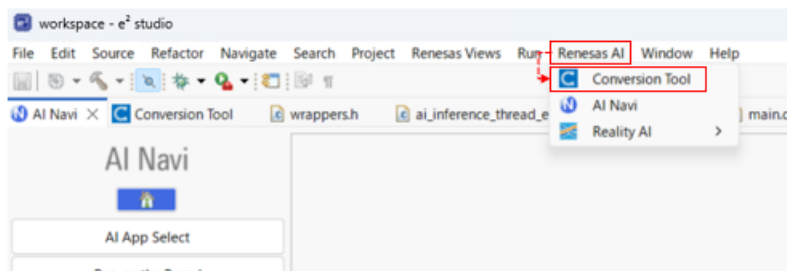 workspace - e² studio
File Edit Source Refactor Navigate Search Project Renesas Views Run Renesas AI Window Help
Conversion Tool
AI Navi
Reality AI
AI Navi Conversion Tool wrappers.h ai_inference_thread_e main.c
AI Navi
AI App Select